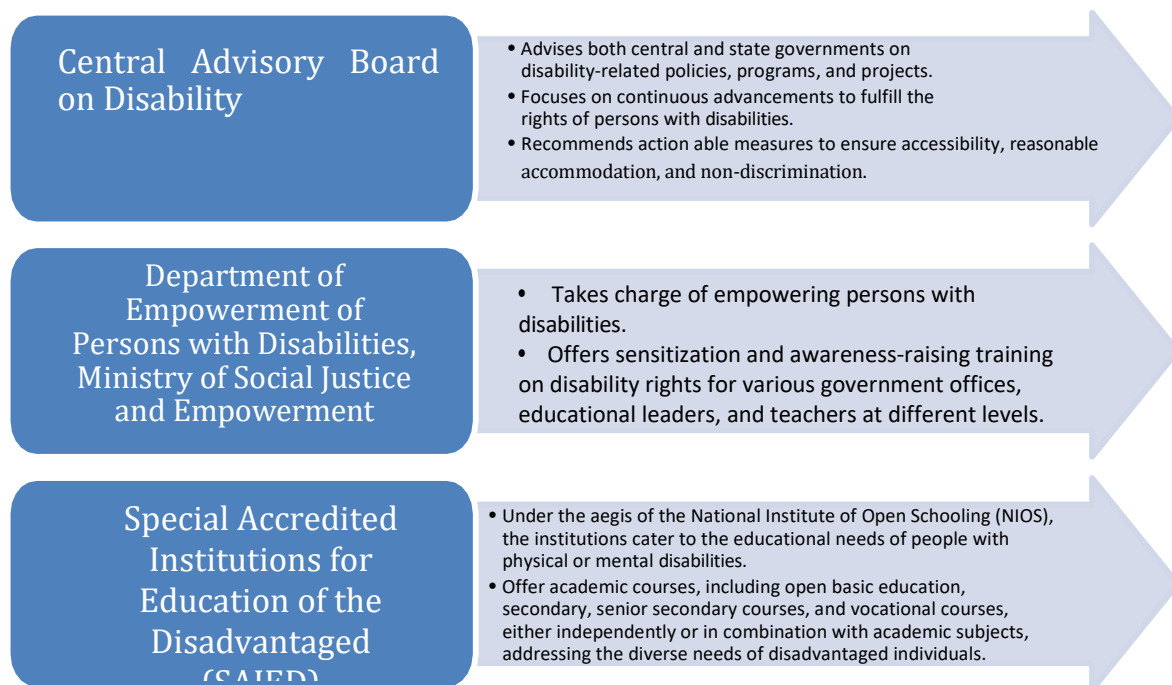 Central Advisory Board
on Disability
• Advises both central and state governments on
disability-related policies, programs, and projects.
• Focuses on continuous advancements to fulfill the
rights of persons with disabilities.
• Recommends action able measures to ensure accessibility, reasonable
accommodation, and non-discrimination.
Department of
Empowerment of
Persons with Disabilities,
Ministry of Social Justice
and Empowerment
• Takes charge of empowering persons with
disabilities.
• Offers sensitization and awareness-raising training
on disability rights for various government offices,
educational leaders, and teachers at different levels.
Special Accredited
Institutions for
Education of the
Disadvantaged
(SAIED)
• Under the aegis of the National Institute of Open Schooling (NIOS),
the institutions cater to the educational needs of people with
physical or mental disabilities.
• Offer academic courses, including open basic education,
secondary, senior secondary courses, and vocational courses,
either independently or in combination with academic subjects,
addressing the diverse needs of disadvantaged individuals.